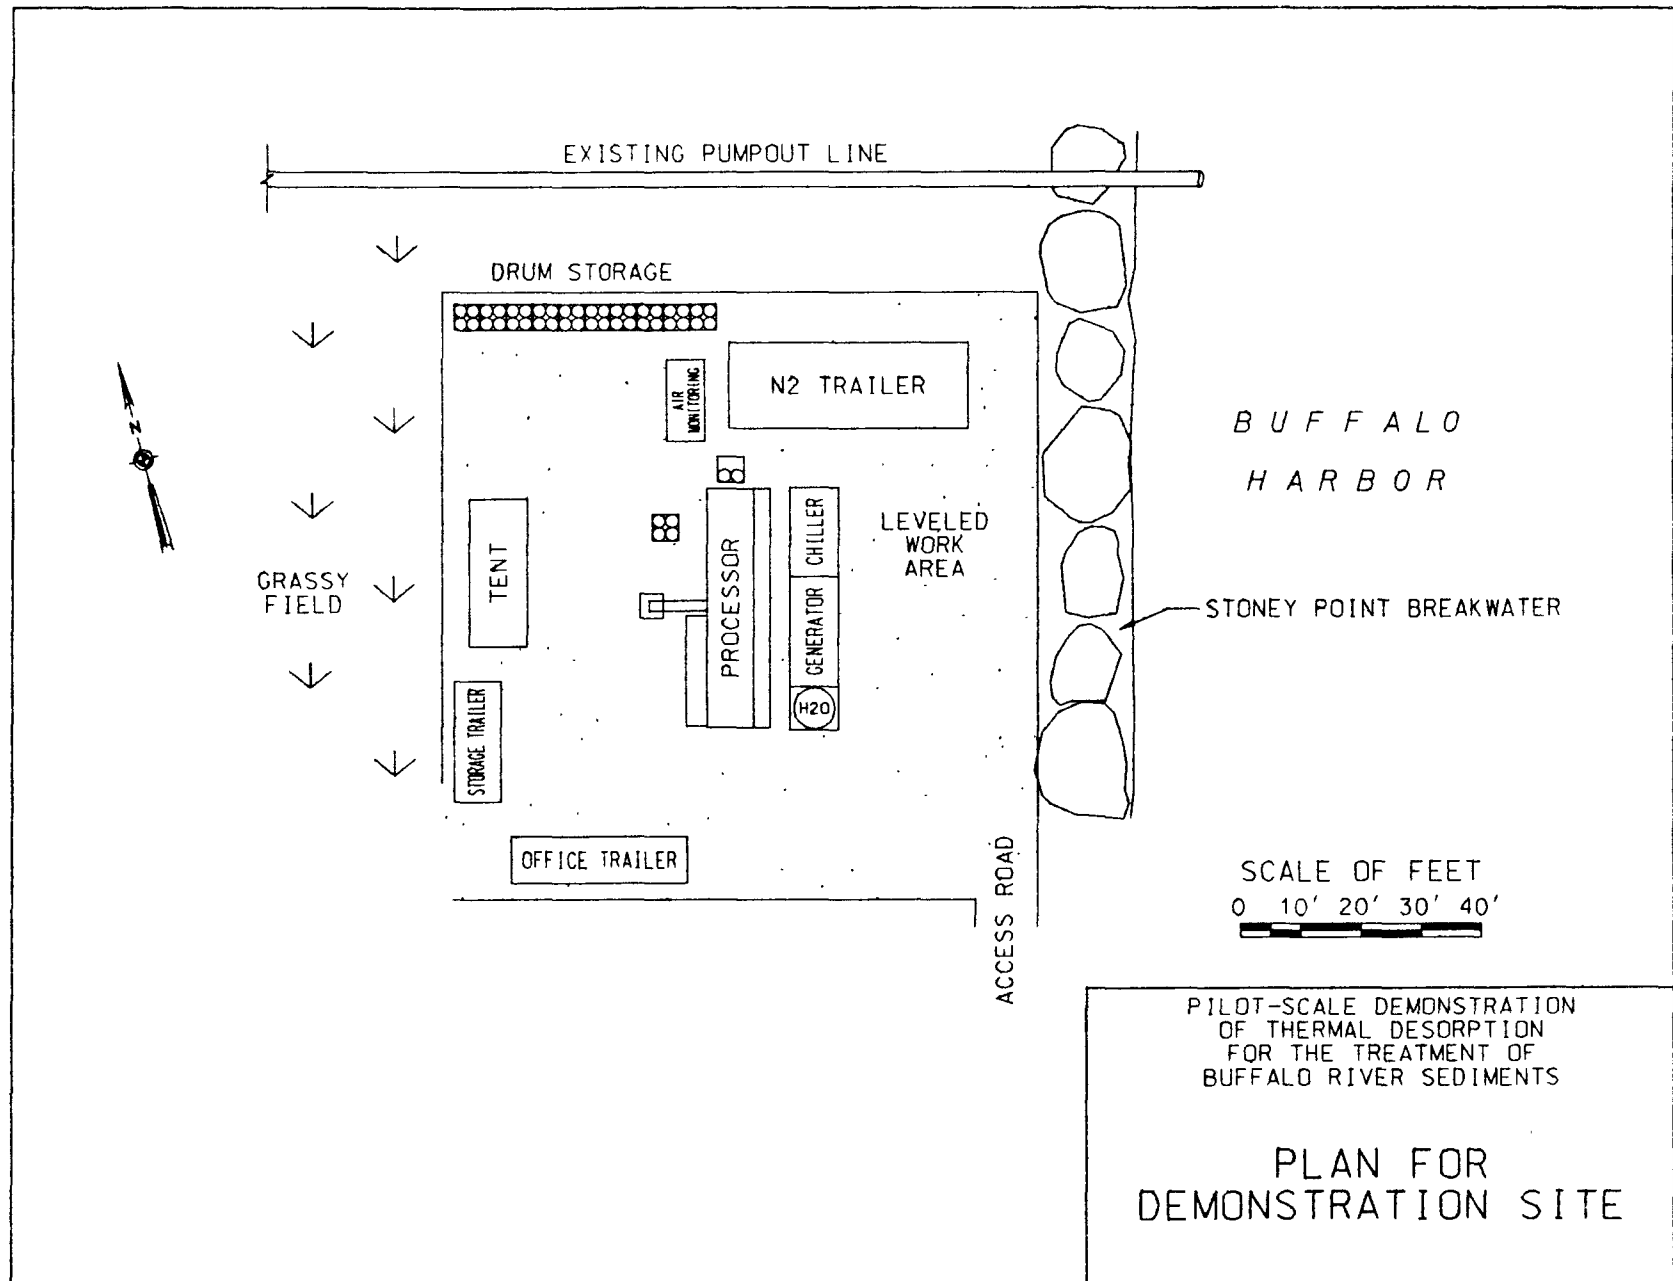 EXISTING PUMPOUT LINE
DRUM STORAGE
N2 TRAILER
AIR
MONITORING
N
BUFFALO
HARBOR
LEVELED
WORK
AREA
CHILLER
TENT
PROCESSOR
GRASSY
FIELD
GENERATOR
STONEY POINT BREAKWATER
H2O
STORAGE TRAILER
OFFICE TRAILER
ACCESS ROAD
SCALE OF FEET
0 10' 20' 30' 40'
PILOT-SCALE DEMONSTRATION
OF THERMAL DESORPTION
FOR THE TREATMENT OF
BUFFALO RIVER SEDIMENTS
PLAN FOR
DEMONSTRATION SITE